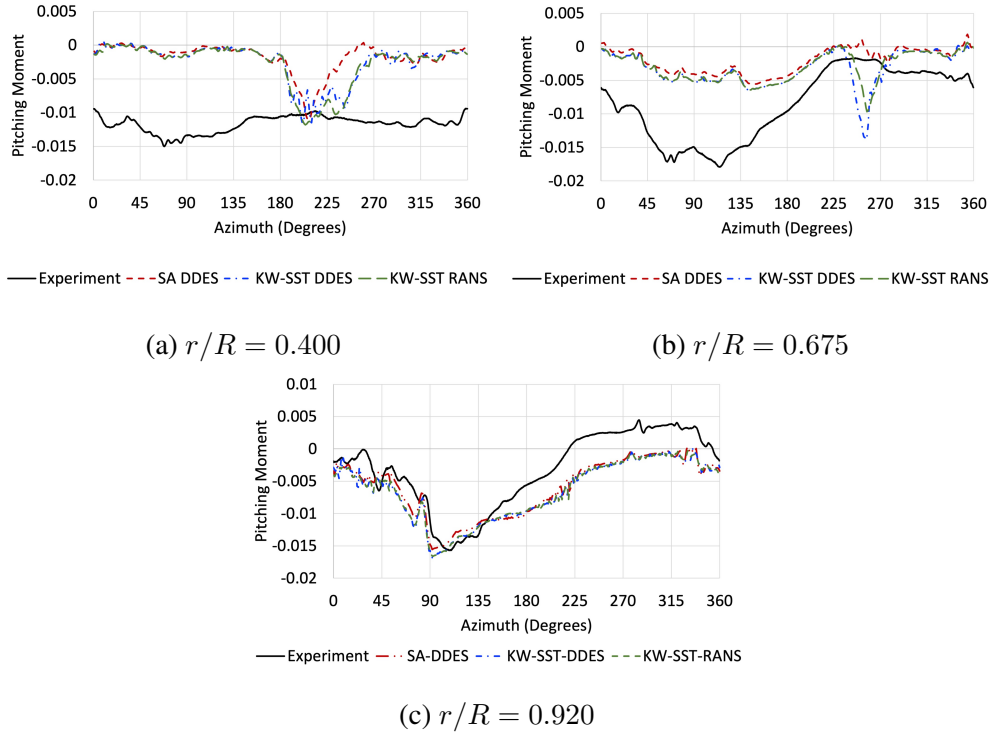 0.005
0
-0.005
-0.01
-0.015
-0.02
Pitching Moment
0 45 90 135 180 225 270 315 360
Azimuth (Degrees)
Experiment SA DDES KW-SST DDES KW-SST RANS
(a) r/R = 0.400
0.005
0
-0.005
-0.01
-0.015
-0.02
Pitching Moment
0 45 90 135 180 225 270 315 360
Azimuth (Degrees)
Experiment SA DDES KW-SST DDES KW-SST RANS
(b) r/R = 0.675
0.01
0.005
0
-0.005
-0.01
-0.015
-0.02
Pitching Moment
0 45 90 135 180 225 270 315 360
Azimuth (Degrees)
Experiment SA-DDES KW-SST-DDES KW-SST-RANS
(c) r/R = 0.920